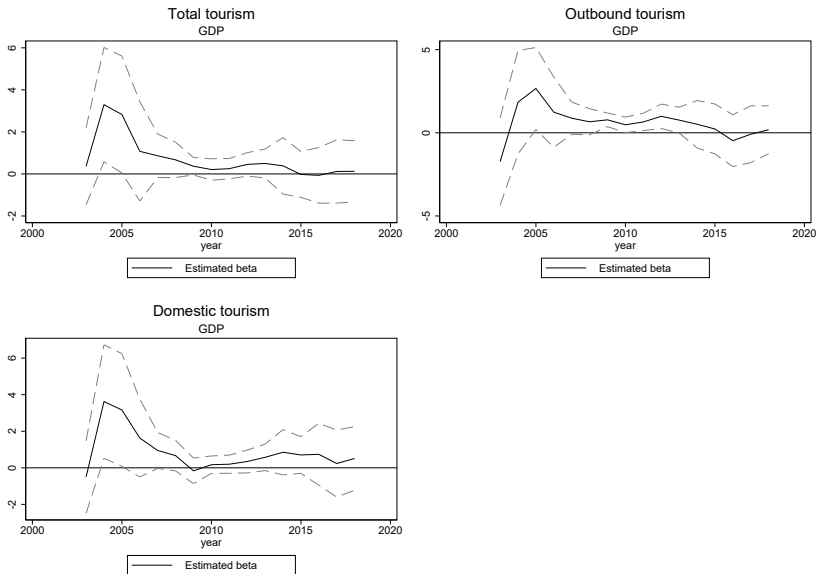 Total tourism
GDP
6
4
2
0
-2
2000 2005 2010 2015 2020
year
Estimated beta
Outbound tourism
GDP
5
0
-5
2000 2005 2010 2015 2020
year
Estimated beta
Domestic tourism
GDP
6
4
2
0
-2
2000 2005 2010 2015 2020
year
Estimated beta